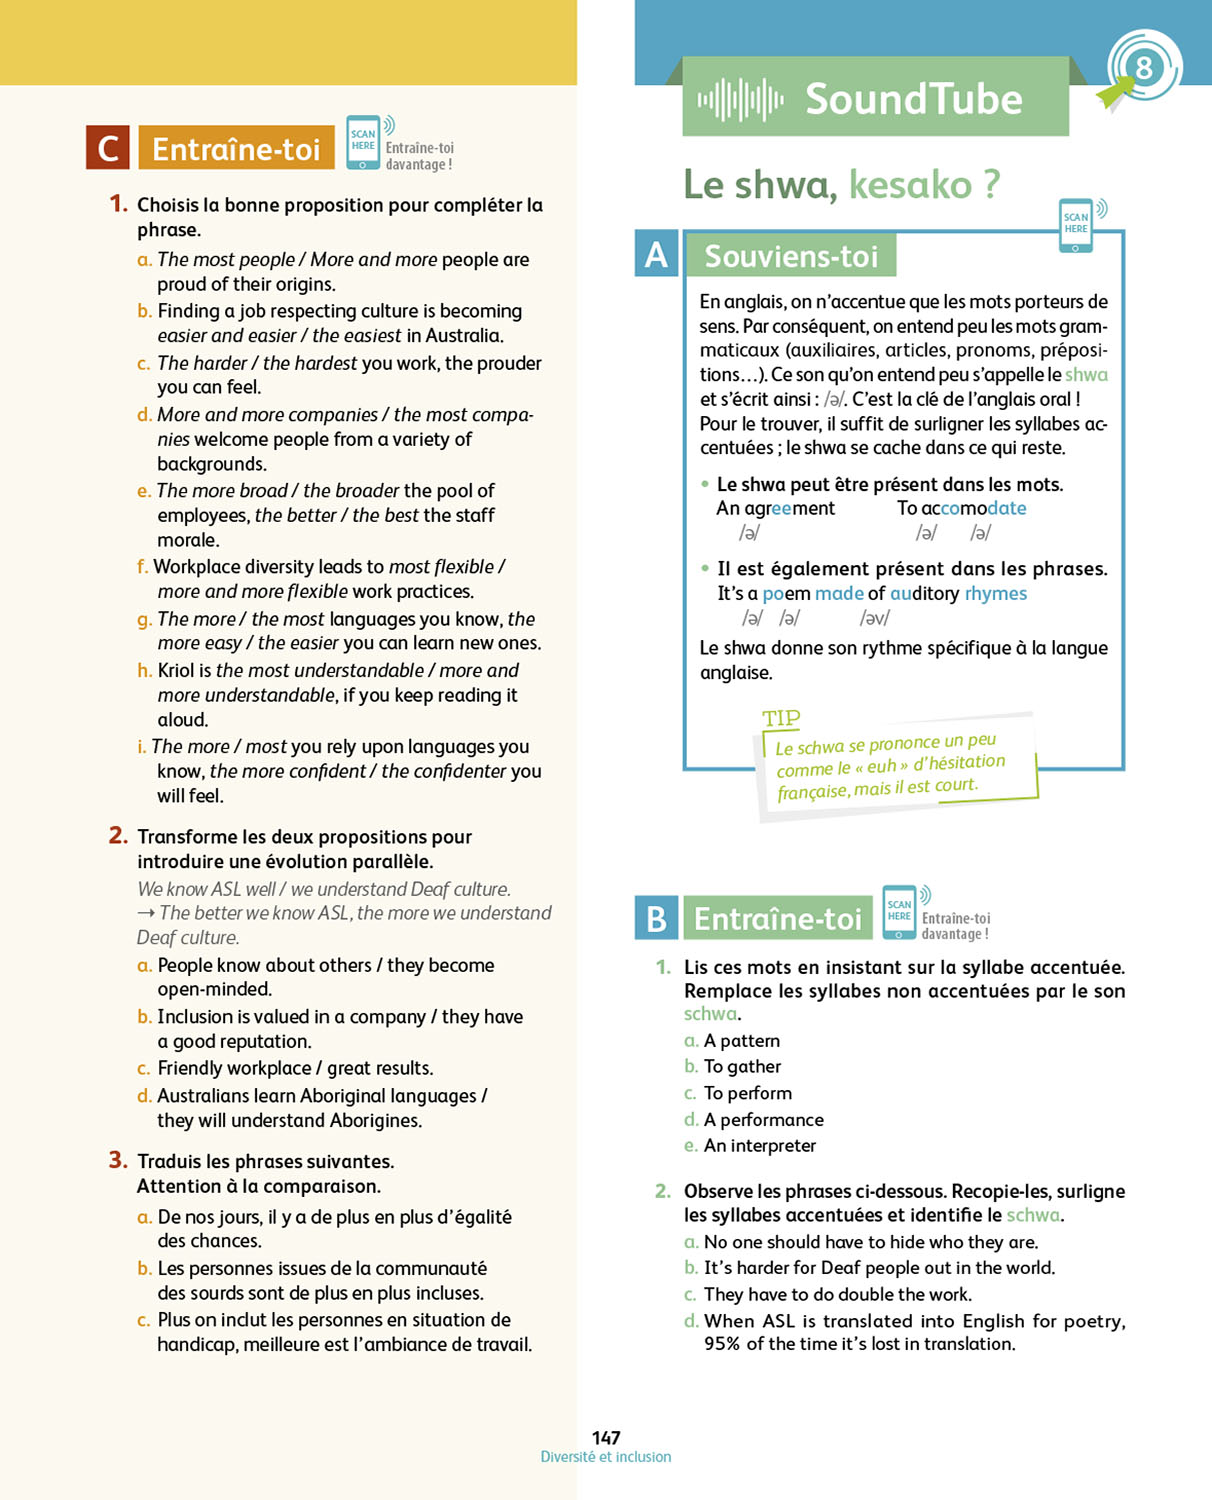 C Entraîne-toi
SCAN
HERE
Entraîne-toi
davantage !
1. Choisis la bonne proposition pour compléter la
phrase.
a. The most people / More and more people are
proud of their origins.
b. Finding a job respecting culture is becoming
easier and easier / the easiest in Australia.
c. The harder / the hardest you work, the prouder
you can feel.
d. More and more companies / the most compa-
nies welcome people from a variety of
backgrounds.
e. The more broad / the broader the pool of
employees, the better / the best the staff
morale.
f. Workplace diversity leads to most flexible /
more and more flexible work practices.
g. The more / the most languages you know, the
more easy / the easier you can learn new ones.
h. Kriol is the most understandable / more and
more understandable, if you keep reading it
aloud.
i. The more / most you rely upon languages you
know, the more confident / the confidenter you
will feel.
2. Transforme les deux propositions pour
introduire une évolution parallèle.
We know ASL well / we understand Deaf culture.
→ The better we know ASL, the more we understand
Deaf culture.
a. People know about others / they become
open-minded.
b. Inclusion is valued in a company / they have
a good reputation.
c. Friendly workplace / great results.
d. Australians learn Aboriginal languages /
they will understand Aborigines.
3. Traduis les phrases suivantes.
Attention à la comparaison.
a. De nos jours, il y a de plus en plus d'égalité
des chances.
b. Les personnes issues de la communauté
des sourds sont de plus en plus incluses.
c. Plus on inclut les personnes en situation de
handicap, meilleure est l'ambiance de travail.
8
SoundTube
Le shwa, kesako ?
SCAN
HERE
A Souviens-toi
En anglais, on n'accentue que les mots porteurs de
sens. Par conséquent, on entend peu les mots gram-
maticaux (auxiliaires, articles, pronoms, préposi-
tions...). Ce son qu'on entend peu s'appelle le shwa
et s'écrit ainsi : /ə/. C'est la clé de l'anglais oral !
Pour le trouver, il suffit de surligner les syllabes ac-
centuées ; le shwa se cache dans ce qui reste.
• Le shwa peut être présent dans les mots.
An agreement To accomodate
/ə/ /ə/ /ə/
• Il est également présent dans les phrases.
It's a poem made of auditory rhymes
/ə/ /ə/ /əv/
Le shwa donne son rythme spécifique à la langue
anglaise.
TIP
Le schwa se prononce un peu
comme le « euh » d'hésitation
française, mais il est court.
B Entraîne-toi
SCAN
HERE
Entraîne-toi
davantage !
1. Lis ces mots en insistant sur la syllabe accentuée.
Remplace les syllabes non accentuées par le son
schwa.
a. A pattern
b. To gather
c. To perform
d. A performance
e. An interpreter
2. Observe les phrases ci-dessous. Recopie-les, surligne
les syllabes accentuées et identifie le schwa.
a. No one should have to hide who they are.
b. It's harder for Deaf people out in the world.
c. They have to do double the work.
d. When ASL is translated into English for poetry,
95% of the time it's lost in translation.
147
Diversité et inclusion